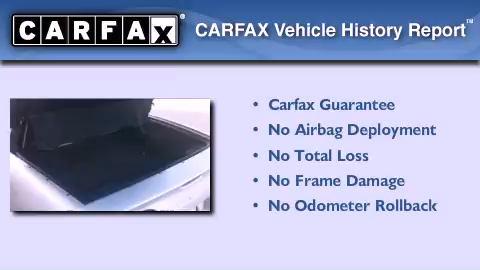 CARFAX
CARFAX Vehicle History Report™
• Carfax Guarantee
• No Airbag Deployment
• No Total Loss
• No Frame Damage
• No Odometer Rollback